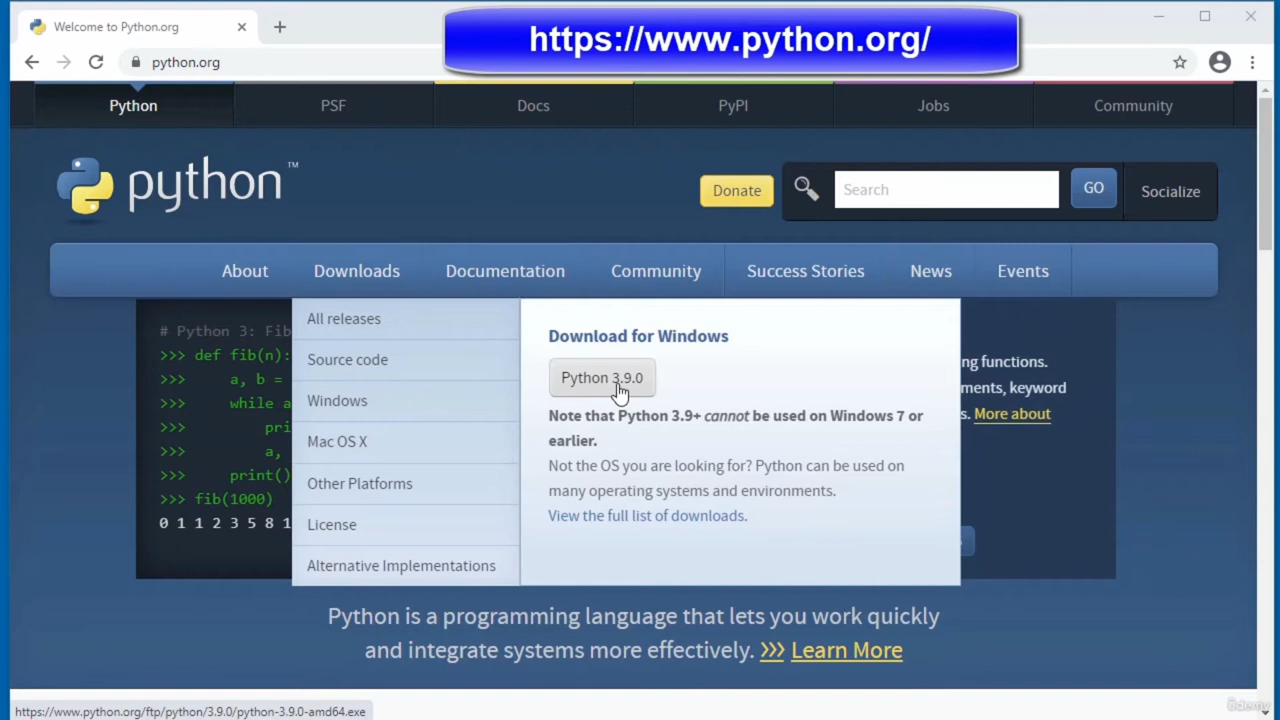 Welcome to Python.org
https://www.python.org/
python.org
Python
PSF
Docs
PyPI
Jobs
Community
python™
Donate
Search
GO
Socialize
About
Downloads
Documentation
Community
Success Stories
News
Events
# Python 3: Fib
>>> def fib(n):
a, b =
while a
pri
a,
print()
>>> fib(1000)
0 1 1 2 3 5 8 1
All releases
Source code
Windows
Mac OS X
Other Platforms
License
Alternative Implementations
Download for Windows
Python 3.9.0
Note that Python 3.9+ cannot be used on Windows 7 or
earlier.
Not the OS you are looking for? Python can be used on
many operating systems and environments.
View the full list of downloads.
ng functions.
ments, keyword
s. More about
Python is a programming language that lets you work quickly
and integrate systems more effectively. >>> Learn More
https://www.python.org/ftp/python/3.9.0/python-3.9.0-amd64.exe
ûdemy